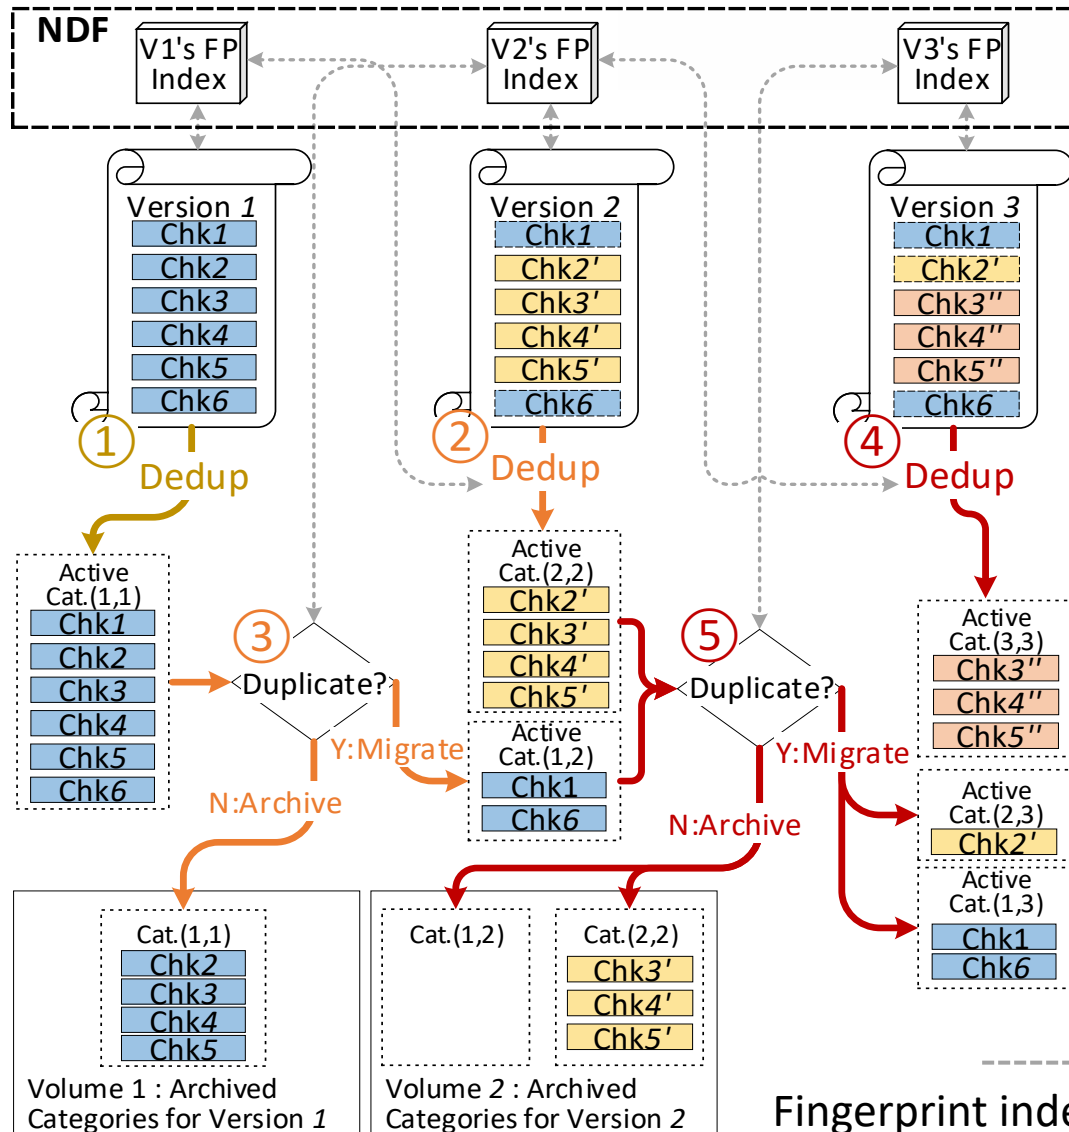 NDF
V1's FP
Index
V2's FP
Index
V3's FP
Index
Version 1
Chk1
Chk2
Chk3
Chk4
Chk5
Chk6
Version 2
Chk1
Chk2'
Chk3'
Chk4'
Chk5'
Chk6
Version 3
Chk1
Chk2'
Chk3''
Chk4''
Chk5''
Chk6
1
Dedup
2
Dedup
4
Dedup
Active
Cat.(1,1)
Chk1
Chk2
Chk3
Chk4
Chk5
Chk6
3
Duplicate?
Y:Migrate
N:Archive
Active
Cat.(2,2)
Chk2'
Chk3'
Chk4'
Chk5'
Active
Cat.(1,2)
Chk1
Chk6
5
Duplicate?
Y:Migrate
N:Archive
Active
Cat.(3,3)
Chk3''
Chk4''
Chk5''
Active
Cat.(2,3)
Chk2'
Active
Cat.(1,3)
Chk1
Chk6
Cat.(1,1)
Chk2
Chk3
Chk4
Chk5
Volume 1 : Archived
Categories for Version 1
Cat.(1,2)
Cat.(2,2)
Chk3'
Chk4'
Chk5'
Volume 2 : Archived
Categories for Version 2
Fingerprint